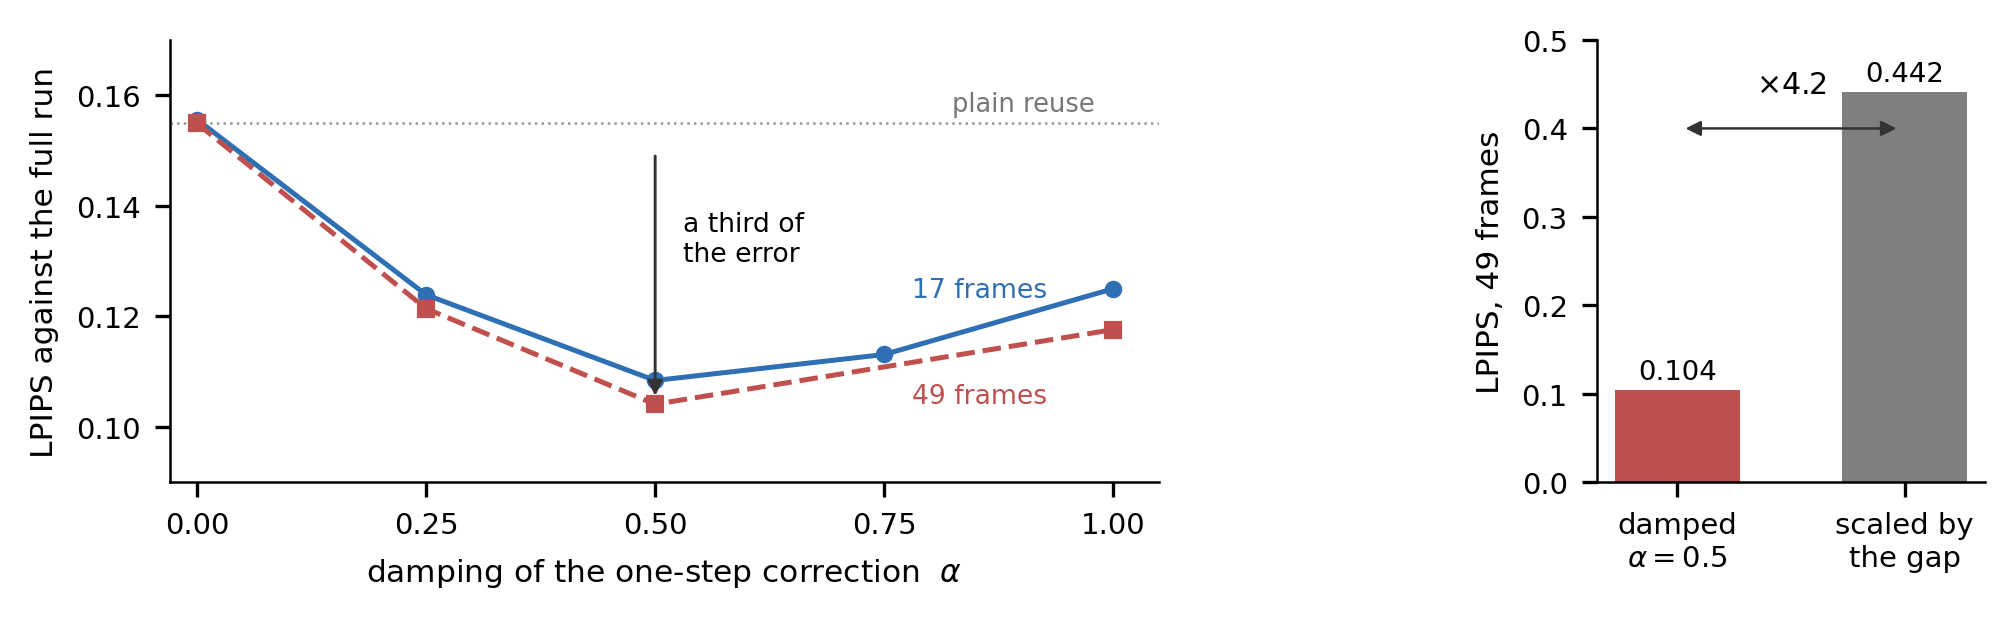 LPIPS against the full run
0.16
0.14
0.12
0.10
plain reuse
a third of
the error
17 frames
49 frames
0.00 0.25 0.50 0.75 1.00
damping of the one-step correction α
LPIPS, 49 frames
0.5
0.4
0.3
0.2
0.1
0.0
×4.2
0.442
0.104
damped
α = 0.5
scaled by
the gap